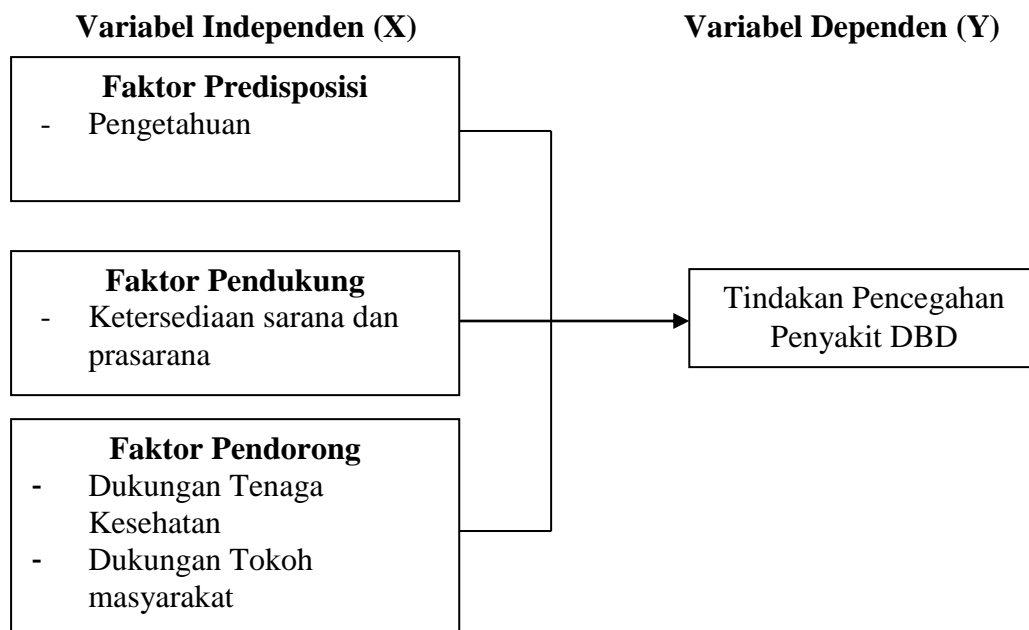 Variabel Independen (X)
Variabel Dependen (Y)
Faktor Predisposisi
- Pengetahuan
Faktor Pendukung
- Ketersediaan sarana dan
prasarana
Faktor Pendorong
- Dukungan Tenaga
Kesehatan
- Dukungan Tokoh
masyarakat
Tindakan Pencegahan
Penyakit DBD